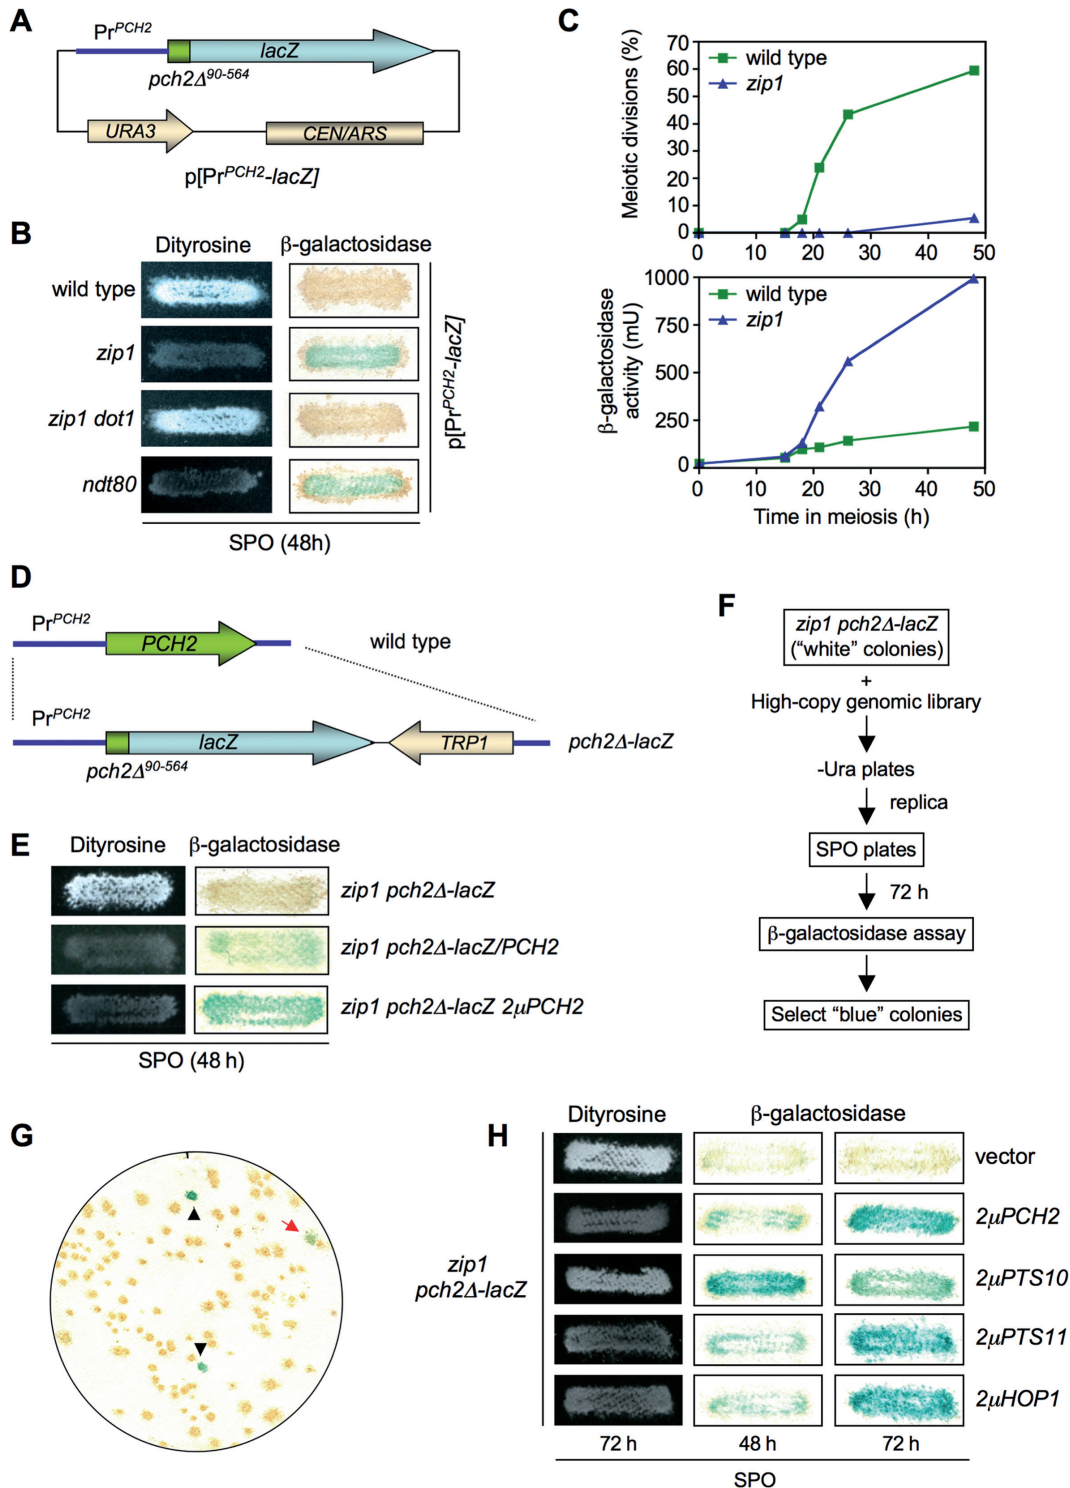 A
Pr^PCH2
lacZ
pch2Δ^90-564
URA3
CEN/ARS
p[Pr^PCH2-lacZ]
B
Dityrosine
β-galactosidase
wild type
zip1
zip1 dot1
ndt80
p[Pr^PCH2-lacZ]
SPO (48h)
C
Meiotic divisions (%)
70
60
50
40
30
20
10
0
wild type
zip1
0 10 20 30 40 50
β-galactosidase
activity (mU)
1000
750
500
250
0
wild type
zip1
0 10 20 30 40 50
Time in meiosis (h)
D
Pr^PCH2
PCH2
wild type
Pr^PCH2
lacZ
TRP1
pch2Δ-lacZ
pch2Δ^90-564
E
Dityrosine
β-galactosidase
zip1 pch2Δ-lacZ
zip1 pch2Δ-lacZ/PCH2
zip1 pch2Δ-lacZ 2μPCH2
SPO (48 h)
F
zip1 pch2Δ-lacZ
("white" colonies)
+
High-copy genomic library
-Ura plates
replica
SPO plates
72 h
β-galactosidase assay
Select "blue" colonies
G
H
Dityrosine
β-galactosidase
zip1
pch2Δ-lacZ
vector
2μPCH2
2μPTS10
2μPTS11
2μHOP1
72 h
48 h
72 h
SPO